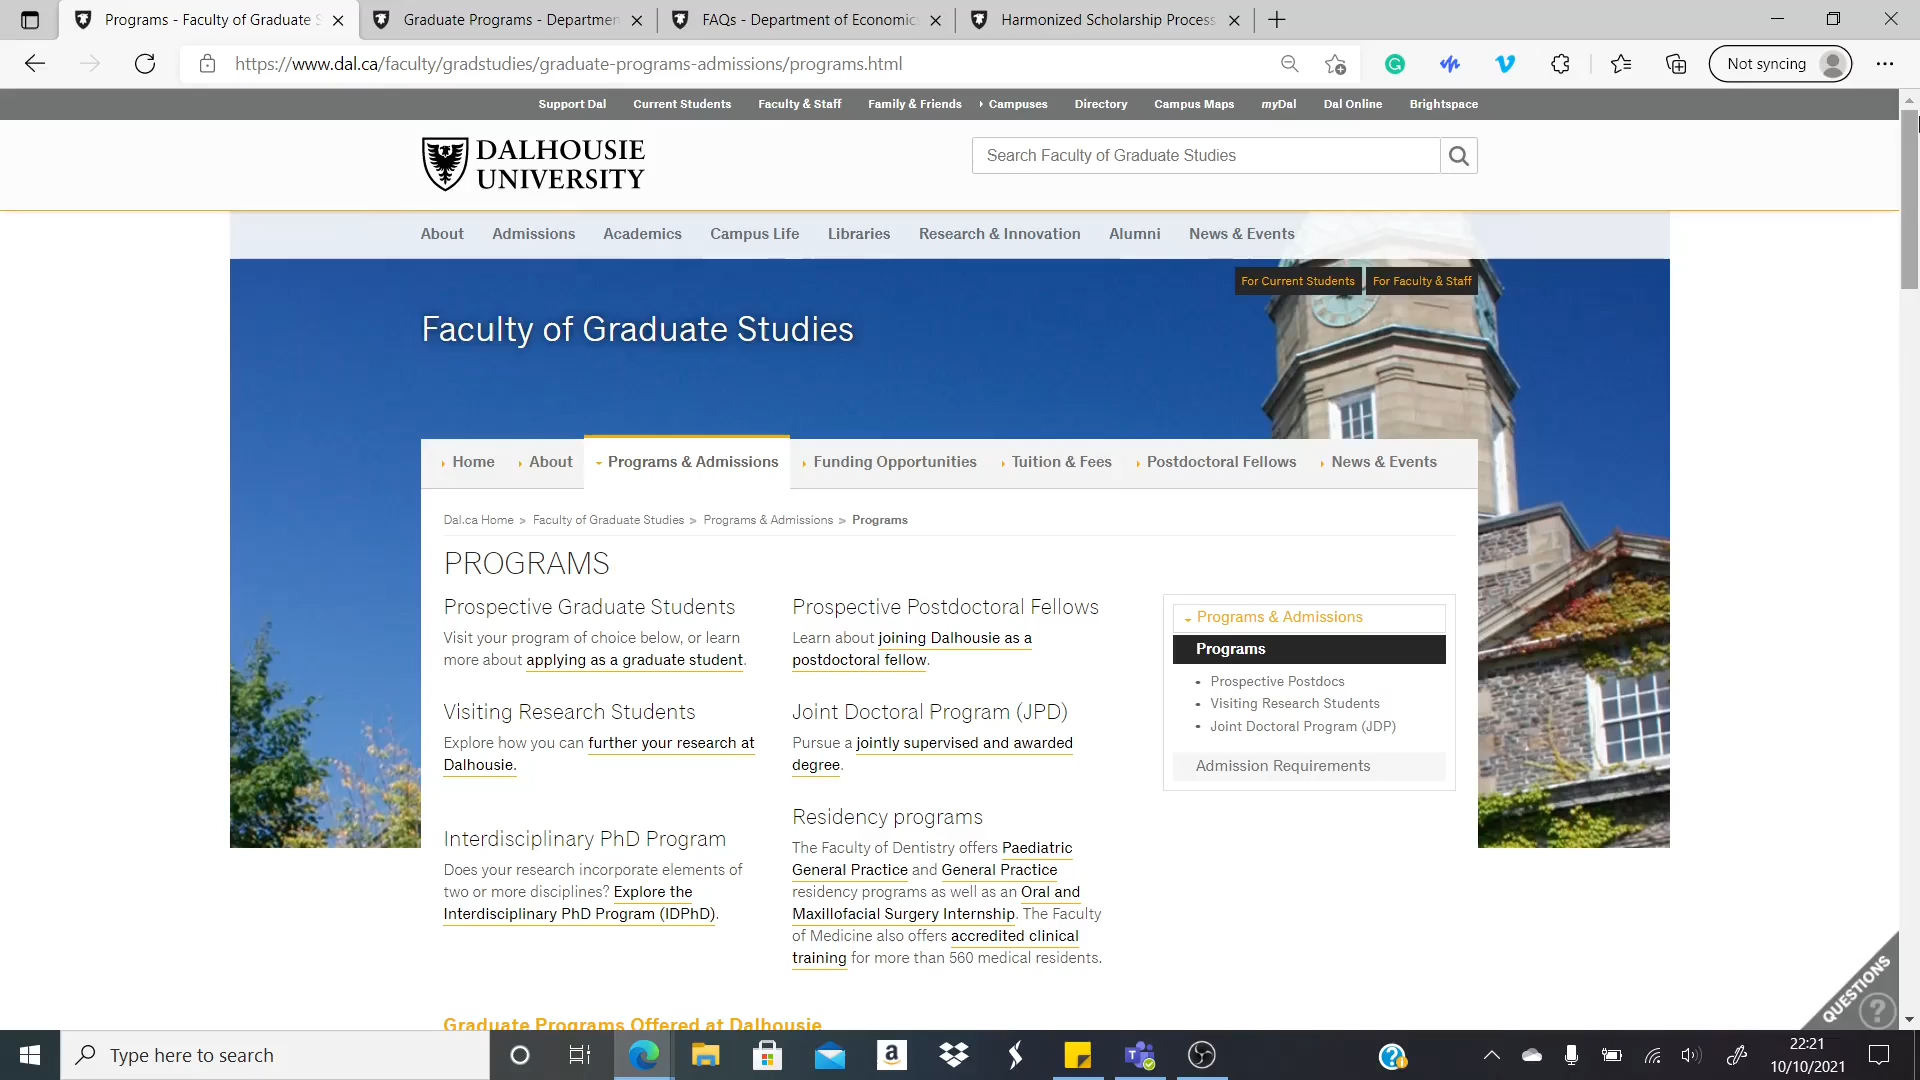 Programs - Faculty of Graduate S
Graduate Programs - Departmen
FAQs - Department of Economic
Harmonized Scholarship Process
https://www.dal.ca/faculty/gradstudies/graduate-programs-admissions/programs.html
Not syncing
Support Dal Current Students Faculty & Staff Family & Friends Campuses Directory Campus Maps myDal Dal Online Brightspace
DALHOUSIE
UNIVERSITY
Search Faculty of Graduate Studies
About Admissions Academics Campus Life Libraries Research & Innovation Alumni News & Events
For Current Students For Faculty & Staff
Faculty of Graduate Studies
Home About Programs & Admissions Funding Opportunities Tuition & Fees Postdoctoral Fellows News & Events
Dal.ca Home > Faculty of Graduate Studies > Programs & Admissions > Programs
PROGRAMS
Prospective Graduate Students
Visit your program of choice below, or learn
more about applying as a graduate student.
Visiting Research Students
Explore how you can further your research at
Dalhousie.
Interdisciplinary PhD Program
Does your research incorporate elements of
two or more disciplines? Explore the
Interdisciplinary PhD Program (IDPhD).
Prospective Postdoctoral Fellows
Learn about joining Dalhousie as a
postdoctoral fellow.
Joint Doctoral Program (JPD)
Pursue a jointly supervised and awarded
degree.
Residency programs
The Faculty of Dentistry offers Paediatric
General Practice and General Practice
residency programs as well as an Oral and
Maxillofacial Surgery Internship. The Faculty
of Medicine also offers accredited clinical
training for more than 560 medical residents.
Programs & Admissions
Programs
• Prospective Postdocs
• Visiting Research Students
• Joint Doctoral Program (JDP)
Admission Requirements
Graduate Programs Offered at Dalhousie
QUESTIONS
?
Type here to search
22:21
10/10/2021